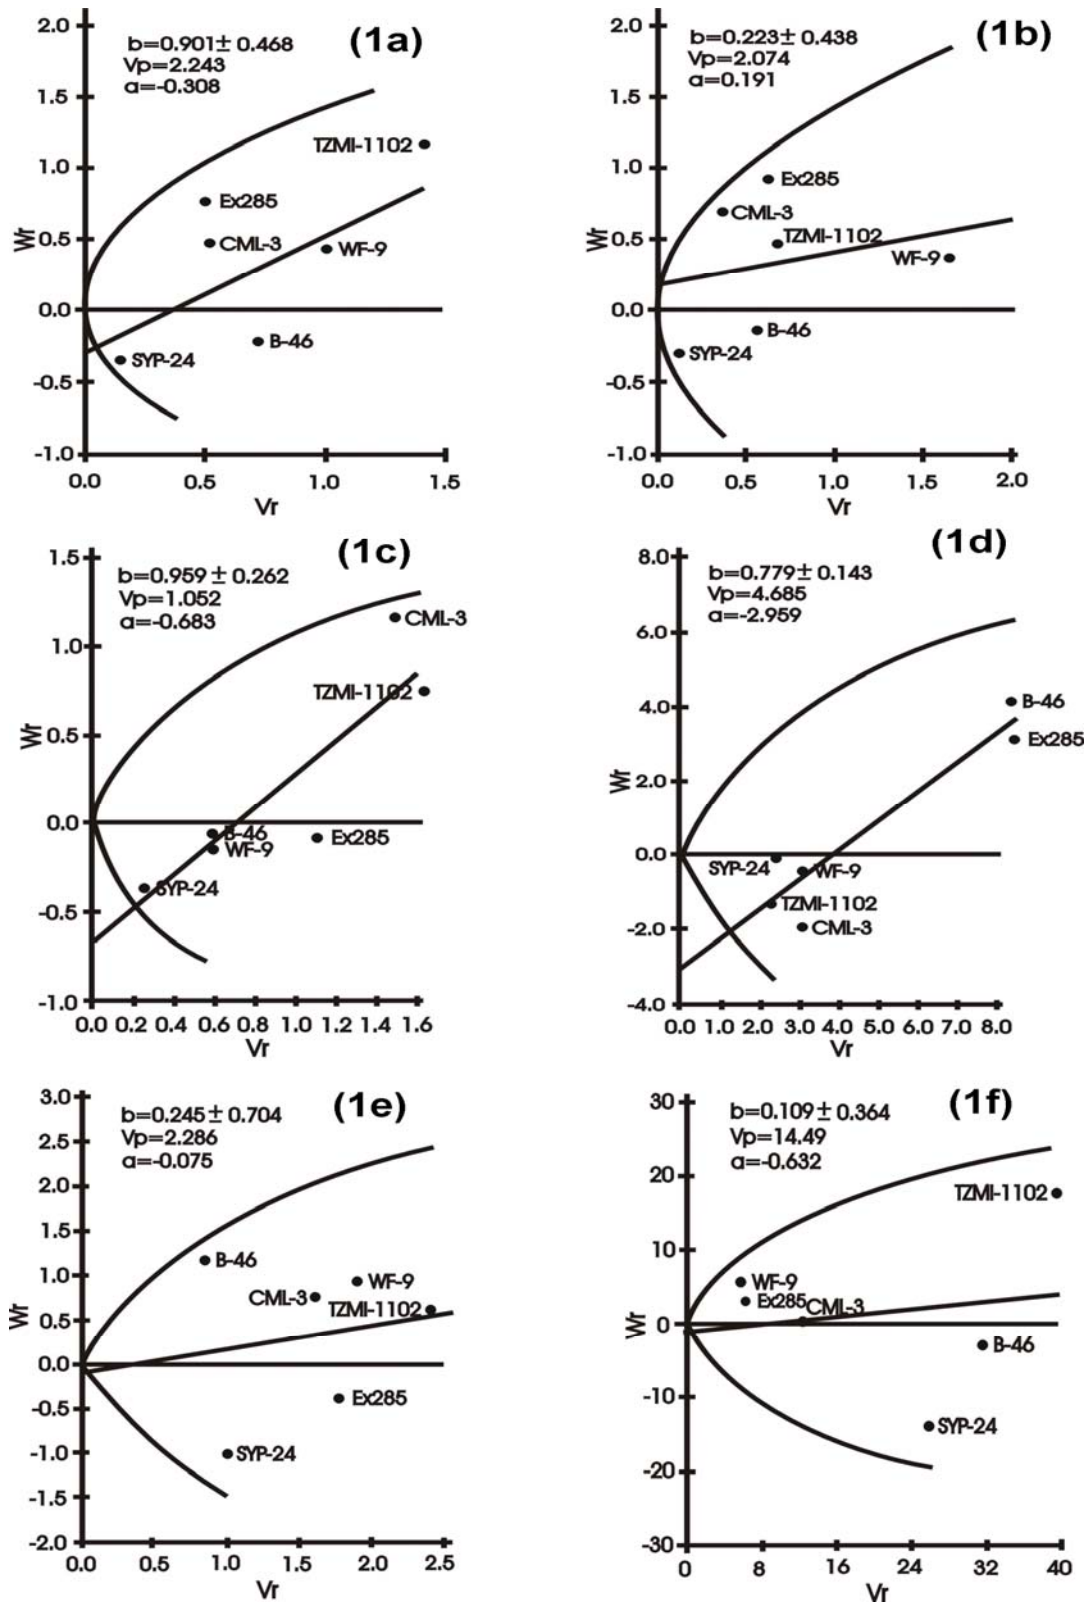 (1a)
b=0.901± 0.468
Vp=2.243
a=-0.308
2.0
1.5
1.0
0.5
0.0
-0.5
-1.0
Wr
TZMI-1102
Ex285
CML-3
WF-9
B-46
SYP-24
0.0 0.5 1.0 1.5
Vr
(1b)
b=0.223± 0.438
Vp=2.074
a=0.191
2.0
1.5
1.0
0.5
0.0
-0.5
-1.0
Wr
Ex285
CML-3
TZMI-1102
WF-9
B-46
SYP-24
0.0 0.5 1.0 1.5 2.0
Vr
(1c)
b=0.959 ± 0.262
Vp=1.052
a=-0.683
1.5
1.0
0.5
0.0
-0.5
-1.0
Wr
CML-3
TZMI-1102
B-46
Ex285
WF-9
SYP-24
0.0 0.2 0.4 0.6 0.8 1.0 1.2 1.4 1.6
Vr
(1d)
b=0.779 ± 0.143
Vp=4.685
a=-2.959
8.0
6.0
4.0
2.0
0.0
-2.0
-4.0
Wr
B-46
Ex285
SYP-24
WF-9
TZMI-1102
CML-3
0.0 1.0 2.0 3.0 4.0 5.0 6.0 7.0 8.0
Vr
(1e)
b=0.245 ± 0.704
Vp=2.286
a=-0.075
3.0
2.5
2.0
1.5
1.0
0.5
0.0
-0.5
-1.0
-1.5
-2.0
Wr
B-46
WF-9
CML-3
TZMI-1102
Ex285
SYP-24
0.0 0.5 1.0 1.5 2.0 2.5
Vr
(1f)
b=0.109 ± 0.364
Vp=14.49
a=-0.632
30
20
10
0
-10
-20
-30
Wr
TZMI-1102
WF-9
Ex285
CML-3
B-46
SYP-24
0 8 16 24 32 40
Vr